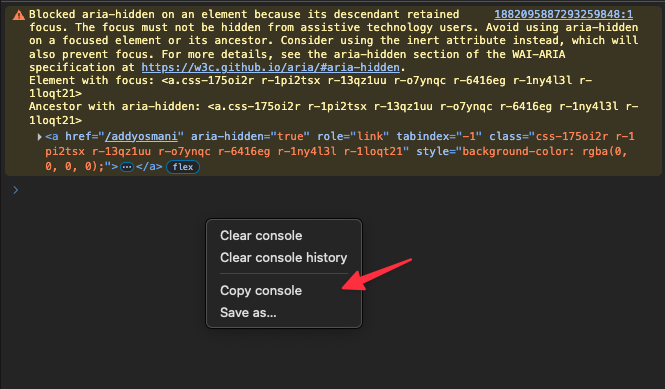 Blocked aria-hidden on an element because its descendant retained 1882095887293259848:1
focus. The focus must not be hidden from assistive technology users. Avoid using aria-hidden
on a focused element or its ancestor. Consider using the inert attribute instead, which will
also prevent focus. For more details, see the aria-hidden section of the WAI-ARIA
specification at https://w3c.github.io/aria/#aria-hidden.
Element with focus: <a.css-175oi2r r-1pi2tsx r-13qz1uu r-o7ynqc r-6416eg r-1ny4l3l r-
1loqt21>
Ancestor with aria-hidden: <a.css-175oi2r r-1pi2tsx r-13qz1uu r-o7ynqc r-6416eg r-1ny4l3l r-
1loqt21>
<a href="/addyosmani" aria-hidden="true" role="link" tabindex="-1" class="css-175oi2r r-1
pi2tsx r-13qz1uu r-o7ynqc r-6416eg r-1ny4l3l r-1loqt21" style="background-color: rgba(0,
0, 0, 0);">…</a> flex
Clear console
Clear console history
Copy console
Save as...